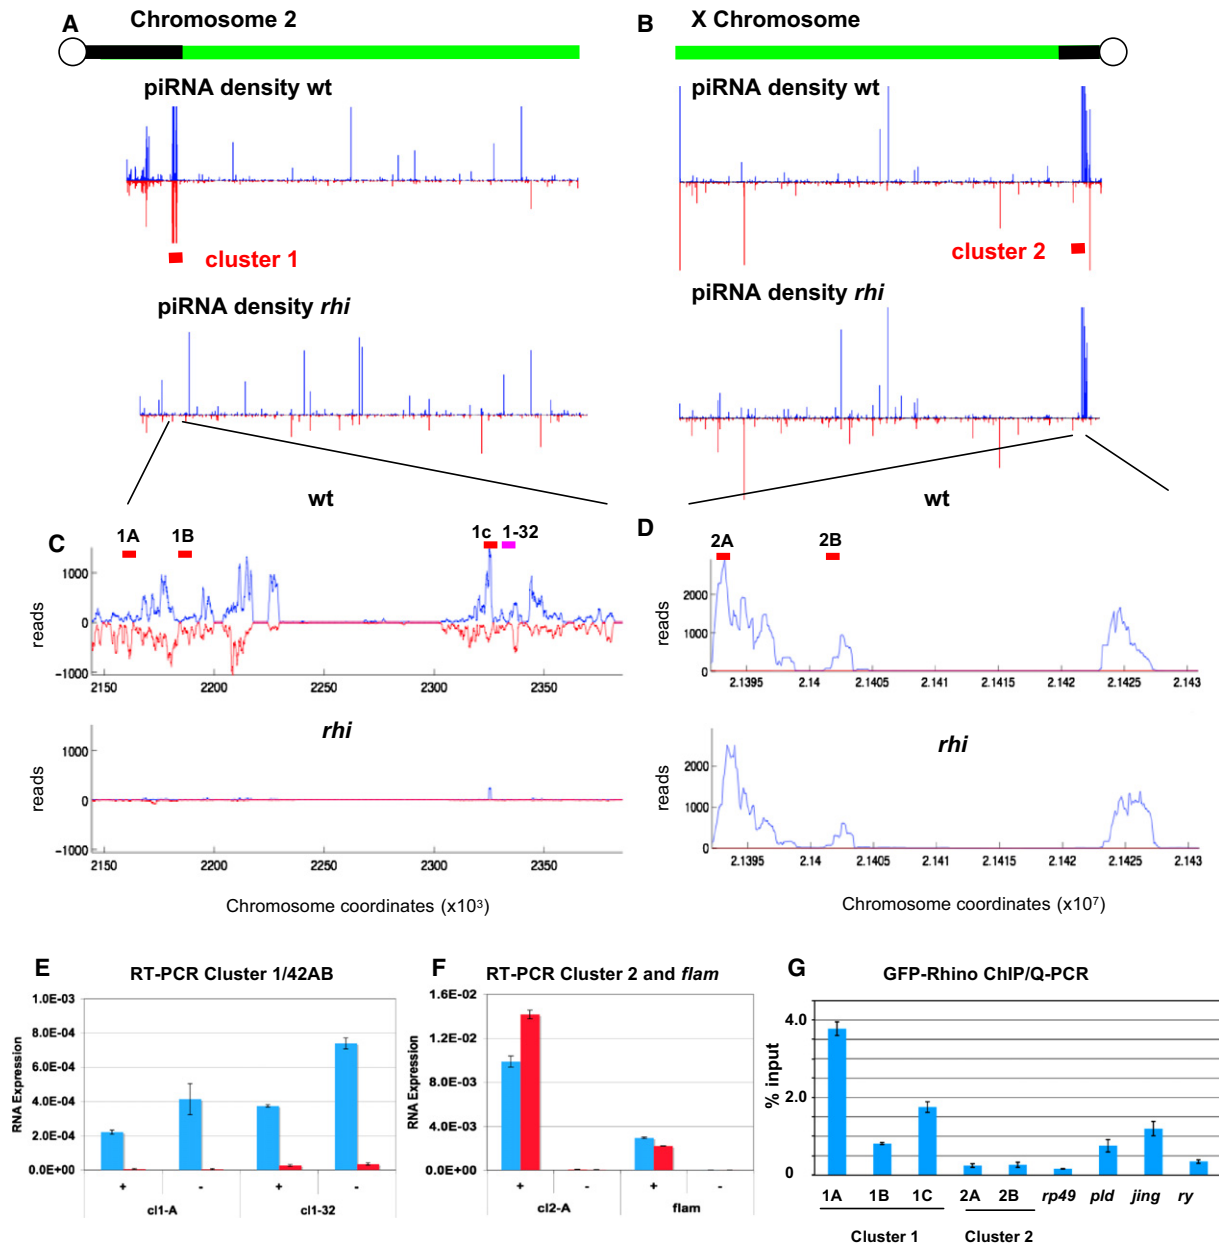 A
Chromosome 2
B
X Chromosome
piRNA density wt
piRNA density wt
cluster 1
cluster 2
piRNA density rhi
piRNA density rhi
wt
wt
C
1A
1B
1c
1-32
reads
1000
0
−1000
2150
2200
2250
2300
2350
rhi
reads
1000
0
−1000
2150
2200
2250
2300
2350
Chromosome coordinates (x10³)
D
2A
2B
reads
2000
1000
0
2.1395
2.14
2.1405
2.141
2.1415
2.142
2.1425
2.143
rhi
reads
2000
1000
0
2.1395
2.14
2.1405
2.141
2.1415
2.142
2.1425
2.143
Chromosome coordinates (x10⁷)
E
RT-PCR Cluster 1/42AB
RNA Expression
1.0E-03
8.0E-04
6.0E-04
4.0E-04
2.0E-04
0.0E+00
+ - + -
cl1-A cl1-32
F
RT-PCR Cluster 2 and flam
RNA Expression
1.6E-02
1.2E-02
8.0E-03
4.0E-03
0.0E+00
+ - + -
cl2-A flam
G
GFP-Rhino ChIP/Q-PCR
% input
4.0
2.0
0
1A 1B 1C 2A 2B rp49 pld jing ry
Cluster 1 Cluster 2